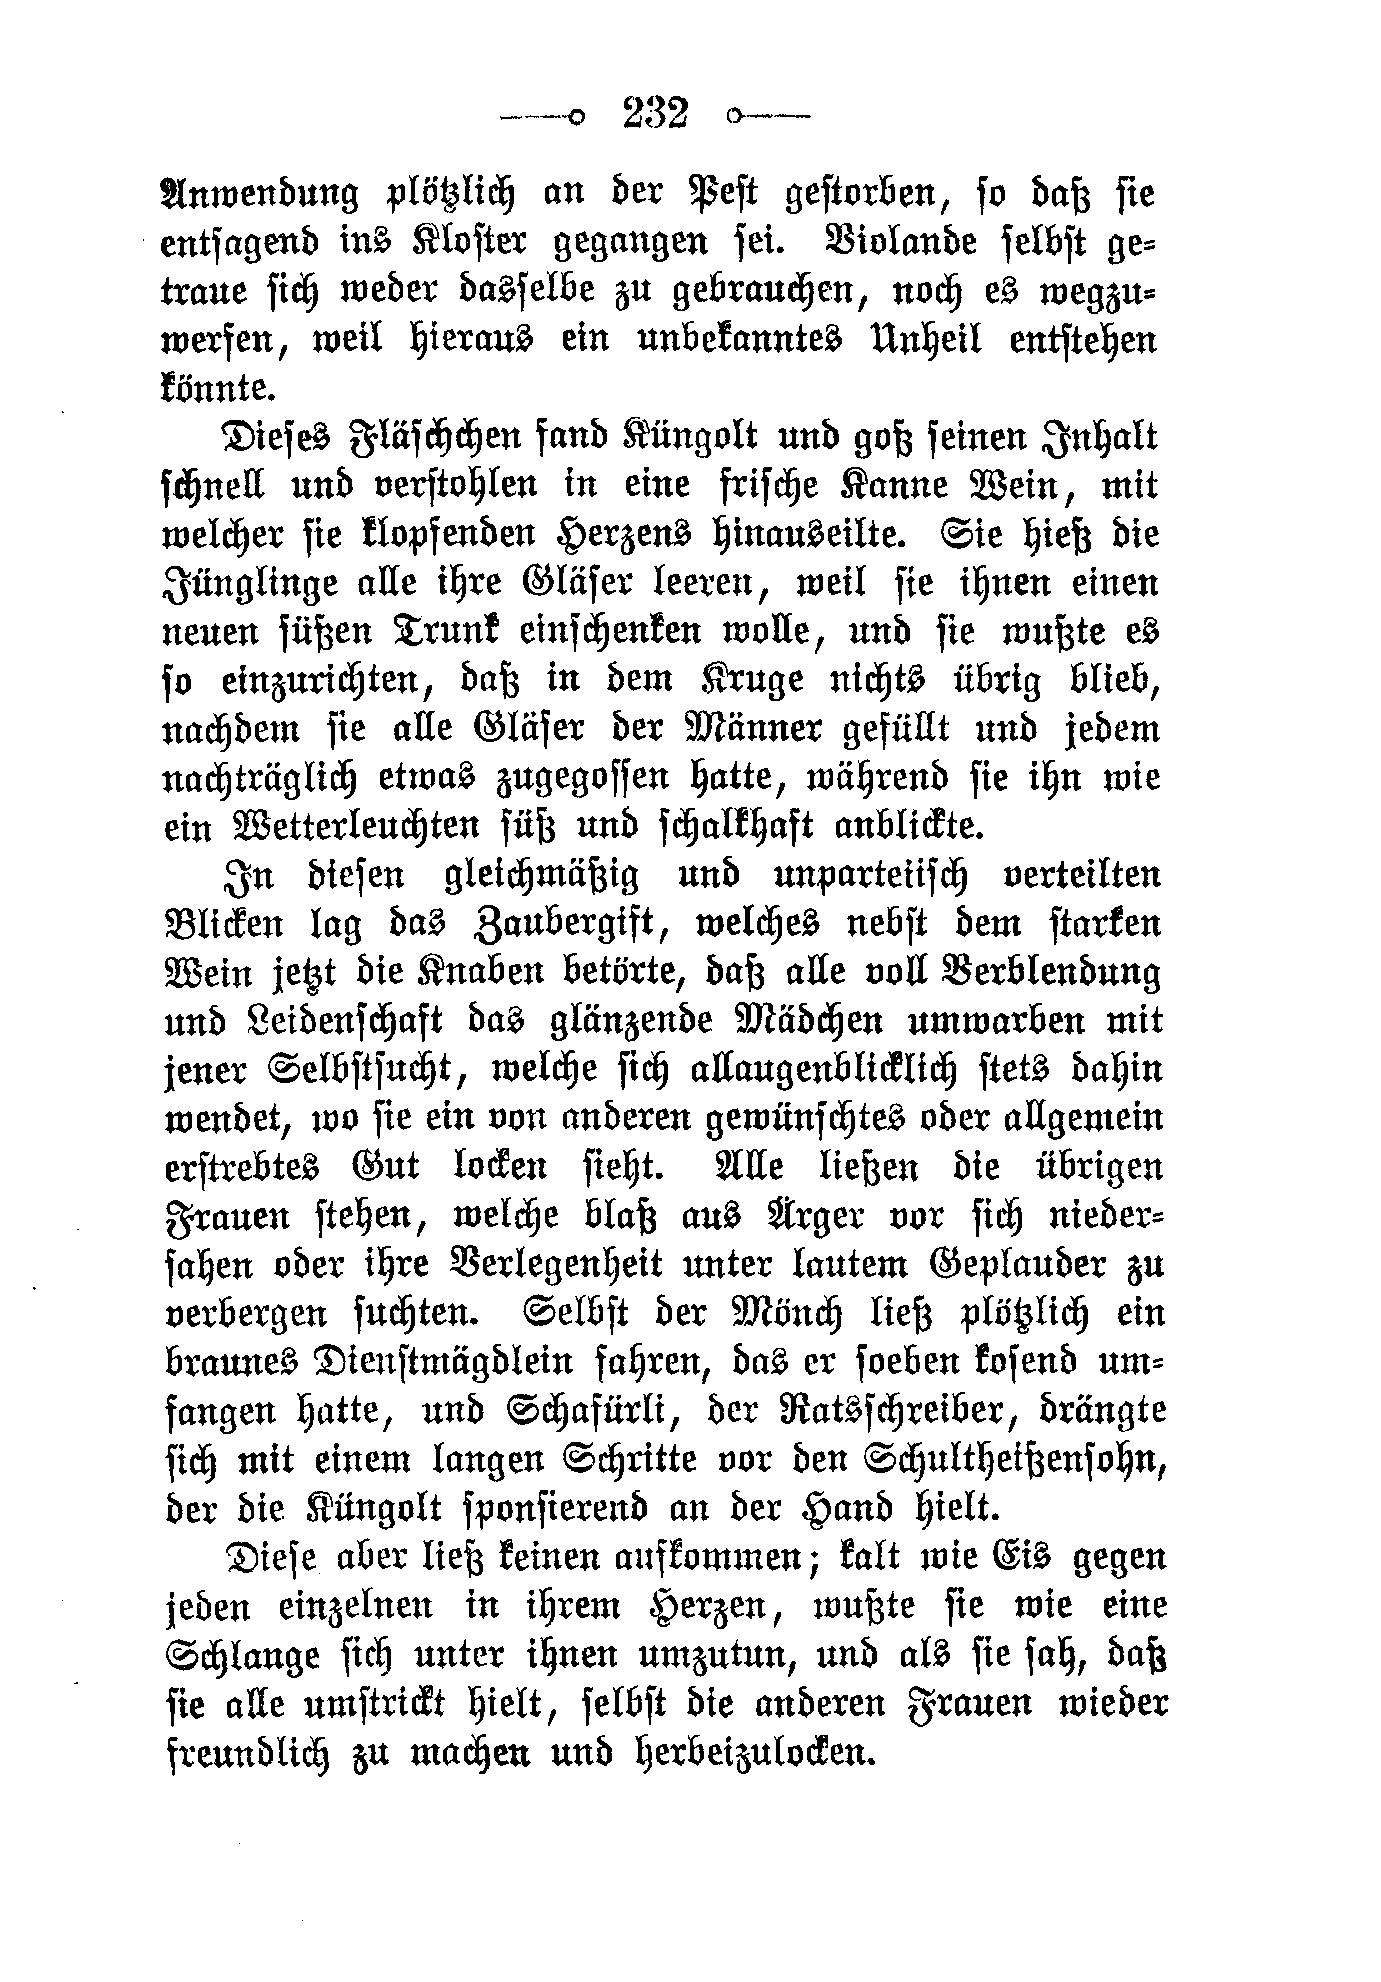 232
Anwendung plötzlich an der Pest gestorben, so daß sie
entsagend ins Kloster gegangen sei. Violande selbst ge-
traue sich weder dasselbe zu gebrauchen, noch es wegzu-
werfen, weil hieraus ein unbekanntes Unheil entstehen
könnte.
Dieses Fläschchen fand Küngolt und goß seinen Inhalt
schnell und verstohlen in eine frische Kanne Wein, mit
welcher sie klopfenden Herzens hinauseilte. Sie hieß die
Jünglinge alle ihre Gläser leeren, weil sie ihnen einen
neuen süßen Trunk einschenken wolle, und sie wußte es
so einzurichten, daß in dem Kruge nichts übrig blieb,
nachdem sie alle Gläser der Männer gefüllt und jedem
nachträglich etwas zugegossen hatte, während sie ihn wie
ein Wetterleuchten süß und schalkhaft anblickte.
In diesen gleichmäßig und unparteiisch verteilten
Blicken lag das Zaubergift, welches nebst dem starken
Wein jetzt die Knaben betörte, daß alle voll Verblendung
und Leidenschaft das glänzende Mädchen umwarben mit
jener Selbstsucht, welche sich allaugenblicklich stets dahin
wendet, wo sie ein von anderen gewünschtes oder allgemein
erstrebtes Gut locken sieht. Alle ließen die übrigen
Frauen stehen, welche blaß aus Ärger vor sich nieder-
sahen oder ihre Verlegenheit unter lautem Geplauder zu
verbergen suchten. Selbst der Mönch ließ plötzlich ein
braunes Dienstmägdlein fahren, das er soeben kosend um-
fangen hatte, und Schafürli, der Ratsschreiber, drängte
sich mit einem langen Schritte vor den Schultheißensohn,
der die Küngolt sponsierend an der Hand hielt.
Diese aber ließ keinen aufkommen; kalt wie Eis gegen
jeden einzelnen in ihrem Herzen, wußte sie wie eine
Schlange sich unter ihnen umzutun, und als sie sah, daß
sie alle umstrickt hielt, selbst die anderen Frauen wieder
freundlich zu machen und herbeizulocken.